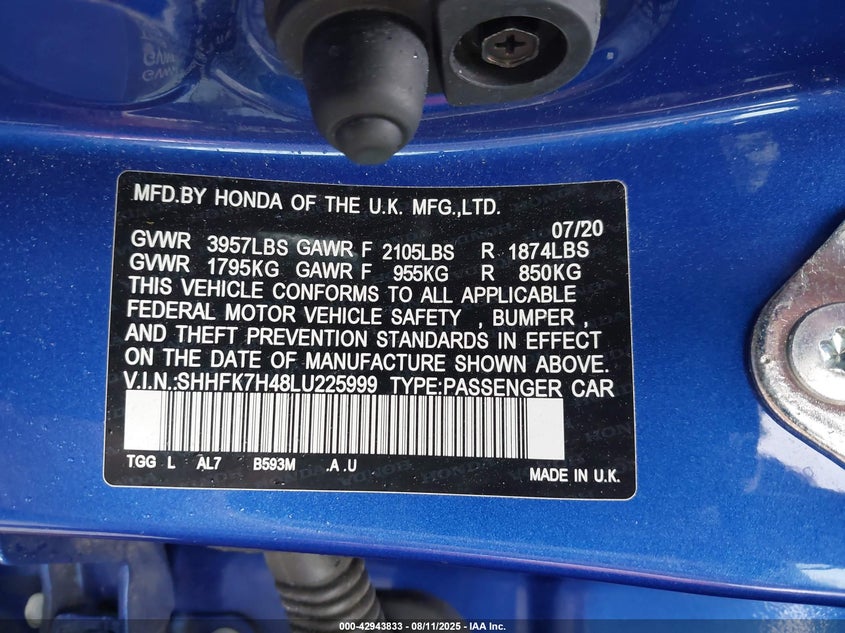 MFD.BY HONDA OF THE U.K. MFG.,LTD.
07/20
GVWR 3957LBS GAWR F 2105LBS R 1874LBS
GVWR 1795KG GAWR F 955KG R 850KG
THIS VEHICLE CONFORMS TO ALL APPLICABLE
FEDERAL MOTOR VEHICLE SAFETY , BUMPER ,
AND THEFT PREVENTION STANDARDS IN EFFECT
ON THE DATE OF MANUFACTURE SHOWN ABOVE.
V.I.N.:SHHFK7H48LU225999 TYPE:PASSENGER CAR
TGG L AL7 B593M .A .U
MADE IN U.K.
000-42943833 - 08/11/2025 - IAA Inc.